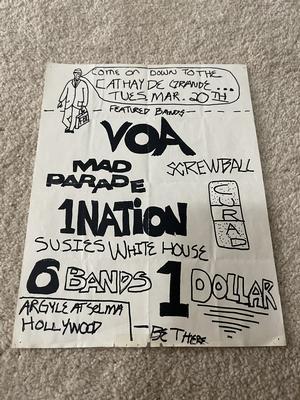 COME ON DOWN TO THE
CATHAY DE GRANDE...
TUES. MAR. 20TH
FEATURED BANDS
VOA
MAD
PARADE
SCREWBALL
1 NATION
CURAD
SUSIES WHITE HOUSE
6 BANDS 1 DOLLAR
ARGYLE AT SELMA
HOLLYWOOD
BE THERE